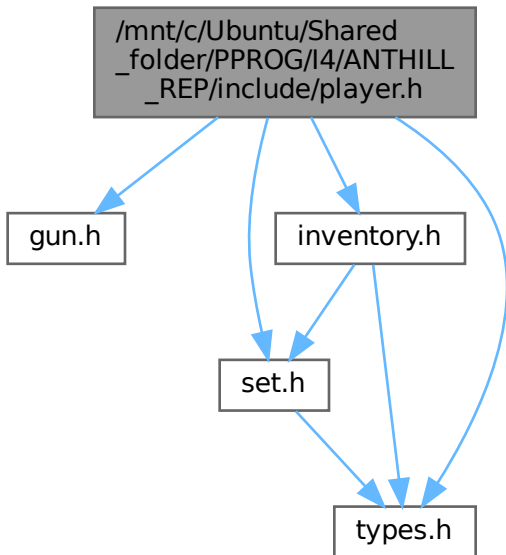 /mnt/c/Ubuntu/Shared
_folder/PPROG/I4/ANTHILL
_REP/include/player.h
gun.h
inventory.h
set.h
types.h